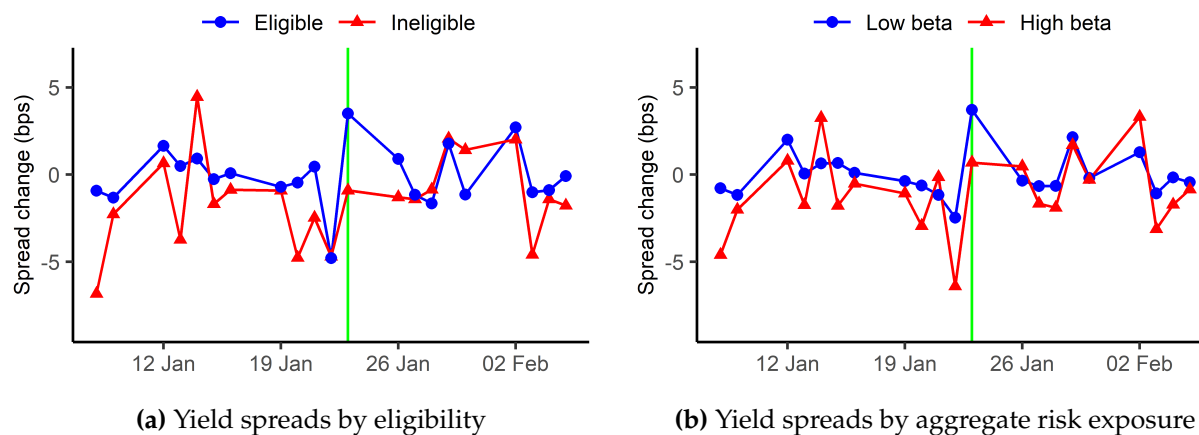 Eligible Ineligible
Spread change (bps)
5
0
-5
12 Jan 19 Jan 26 Jan 02 Feb
(a) Yield spreads by eligibility
Low beta High beta
Spread change (bps)
5
0
-5
12 Jan 19 Jan 26 Jan 02 Feb
(b) Yield spreads by aggregate risk exposure